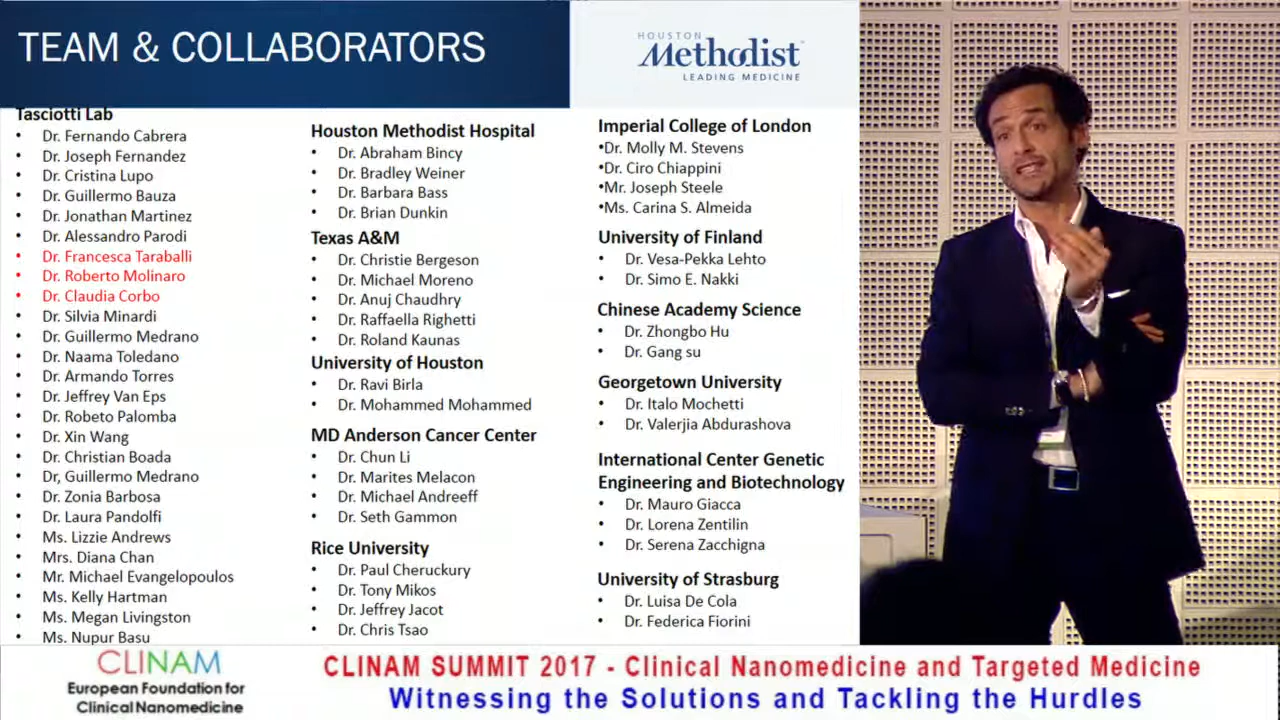 TEAM & COLLABORATORS
HOUSTON
Methodist
LEADING MEDICINE
Tasciotti Lab
• Dr. Fernando Cabrera
• Dr. Joseph Fernandez
• Dr. Cristina Lupo
• Dr. Guillermo Bauza
• Dr. Jonathan Martinez
• Dr. Alessandro Parodi
• Dr. Francesca Taraballi
• Dr. Roberto Molinaro
• Dr. Claudia Corbo
• Dr. Silvia Minardi
• Dr. Guillermo Medrano
• Dr. Naama Toledano
• Dr. Armando Torres
• Dr. Jeffrey Van Eps
• Dr. Robeto Palomba
• Dr. Xin Wang
• Dr. Christian Boada
• Dr, Guillermo Medrano
• Dr. Zonia Barbosa
• Dr. Laura Pandolfi
• Ms. Lizzie Andrews
• Mrs. Diana Chan
• Mr. Michael Evangelopoulos
• Ms. Kelly Hartman
• Ms. Megan Livingston
• Ms. Nupur Basu
Houston Methodist Hospital
• Dr. Abraham Bincy
• Dr. Bradley Weiner
• Dr. Barbara Bass
• Dr. Brian Dunkin
Texas A&M
• Dr. Christie Bergeson
• Dr. Michael Moreno
• Dr. Anuj Chaudhry
• Dr. Raffaella Righetti
• Dr. Roland Kaunas
University of Houston
• Dr. Ravi Birla
• Dr. Mohammed Mohammed
MD Anderson Cancer Center
• Dr. Chun Li
• Dr. Marites Melacon
• Dr. Michael Andreeff
• Dr. Seth Gammon
Rice University
• Dr. Paul Cheruckury
• Dr. Tony Mikos
• Dr. Jeffrey Jacot
• Dr. Chris Tsao
Imperial College of London
•Dr. Molly M. Stevens
•Dr. Ciro Chiappini
•Mr. Joseph Steele
•Ms. Carina S. Almeida
University of Finland
• Dr. Vesa-Pekka Lehto
• Dr. Simo E. Nakki
Chinese Academy Science
• Dr. Zhongbo Hu
• Dr. Gang su
Georgetown University
• Dr. Italo Mochetti
• Dr. Valerjia Abdurashova
International Center Genetic
Engineering and Biotechnology
• Dr. Mauro Giacca
• Dr. Lorena Zentilin
• Dr. Serena Zacchigna
University of Strasburg
• Dr. Luisa De Cola
• Dr. Federica Fiorini
CLINAM
European Foundation for
Clinical Nanomedicine
CLINAM SUMMIT 2017 - Clinical Nanomedicine and Targeted Medicine
Witnessing the Solutions and Tackling the Hurdles